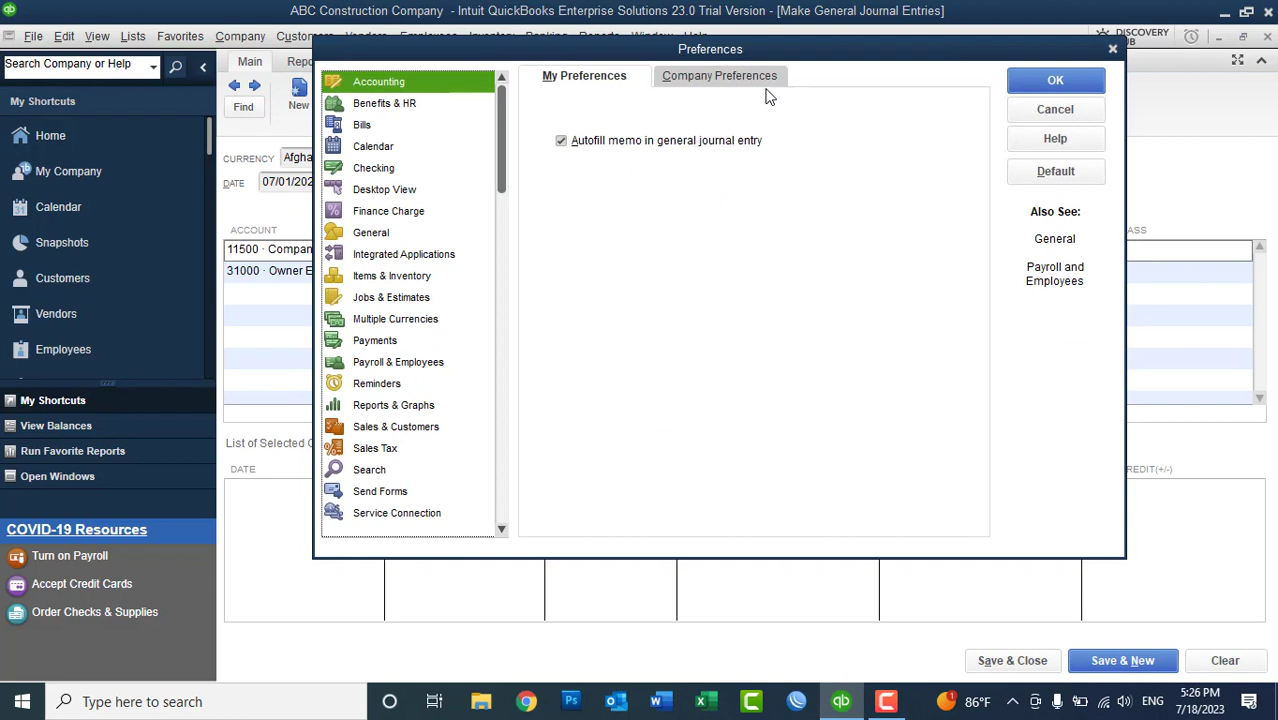 ABC Construction Company - Intuit QuickBooks Enterprise Solutions 23.0 Trial Version - [Make General Journal Entries]
File Edit View Lists Favorites Company
DISCOVERY HUB
Preferences
Search Company or Help
Main
Find
New
My Shortcuts
Home
My Company
Calendar
Snapshots
Customers
Vendors
Employees
My Shortcuts
View Balances
Run Favorite Reports
Open Windows
COVID-19 Resources
Turn on Payroll
Accept Credit Cards
Order Checks & Supplies
CURRENCY
DATE 07/01/202
ACCOUNT
11500 · Compan
31000 · Owner E
List of Selected
DATE
Accounting
Benefits & HR
Bills
Calendar
Checking
Desktop View
Finance Charge
General
Integrated Applications
Items & Inventory
Jobs & Estimates
Multiple Currencies
Payments
Payroll & Employees
Reminders
Reports & Graphs
Sales & Customers
Sales Tax
Search
Send Forms
Service Connection
My Preferences Company Preferences
Autofill memo in general journal entry
OK
Cancel
Help
Default
Also See:
General
Payroll and
Employees
Save & Close Save & New Clear
Type here to search
86°F ENG
5:26 PM
7/18/2023